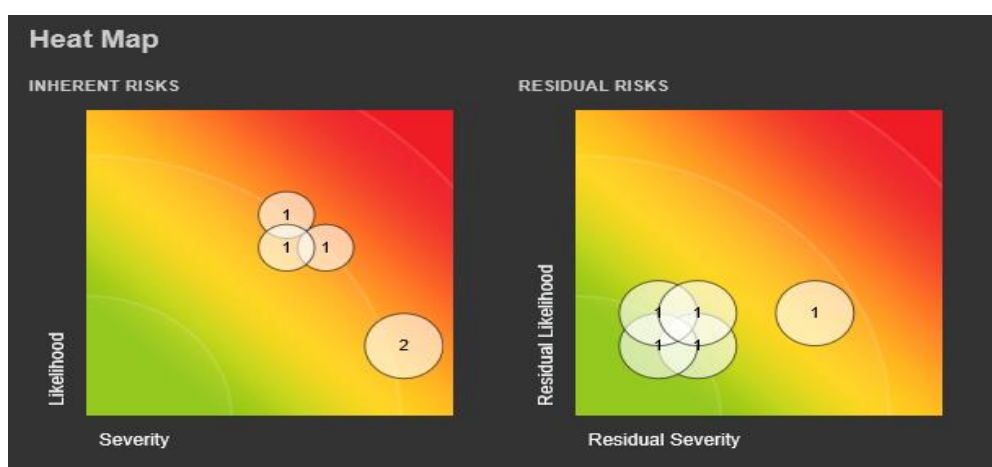 Heat Map
INHERENT RISKS
Likelihood
1
1 1
2
Severity
RESIDUAL RISKS
Residual Likelihood
1 1 1
1 1
Residual Severity